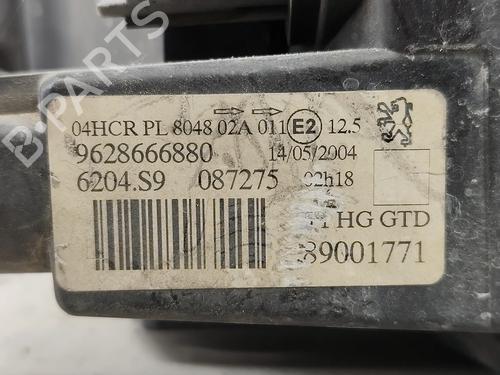 B-PARTS
04HCR PL 8048 02A 011 E2 12.5
9628666880 14/05/2004
6204.S9 087275 02h18
HG GTD
89001771